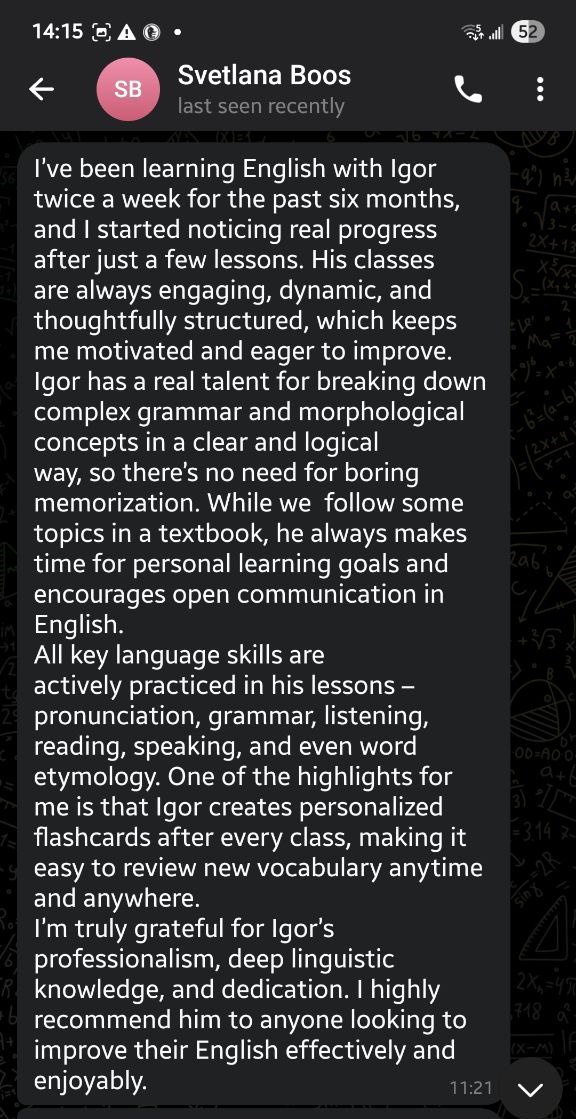 14:15
52
SB
Svetlana Boos
last seen recently
I've been learning English with Igor
twice a week for the past six months,
and I started noticing real progress
after just a few lessons. His classes
are always engaging, dynamic, and
thoughtfully structured, which keeps
me motivated and eager to improve.
Igor has a real talent for breaking down
complex grammar and morphological
concepts in a clear and logical
way, so there's no need for boring
memorization. While we  follow some
topics in a textbook, he always makes
time for personal learning goals and
encourages open communication in
English.
All key language skills are
actively practiced in his lessons –
pronunciation, grammar, listening,
reading, speaking, and even word
etymology. One of the highlights for
me is that Igor creates personalized
flashcards after every class, making it
easy to review new vocabulary anytime
and anywhere.
I'm truly grateful for Igor's
professionalism, deep linguistic
knowledge, and dedication. I highly
recommend him to anyone looking to
improve their English effectively and
enjoyably.
11:21